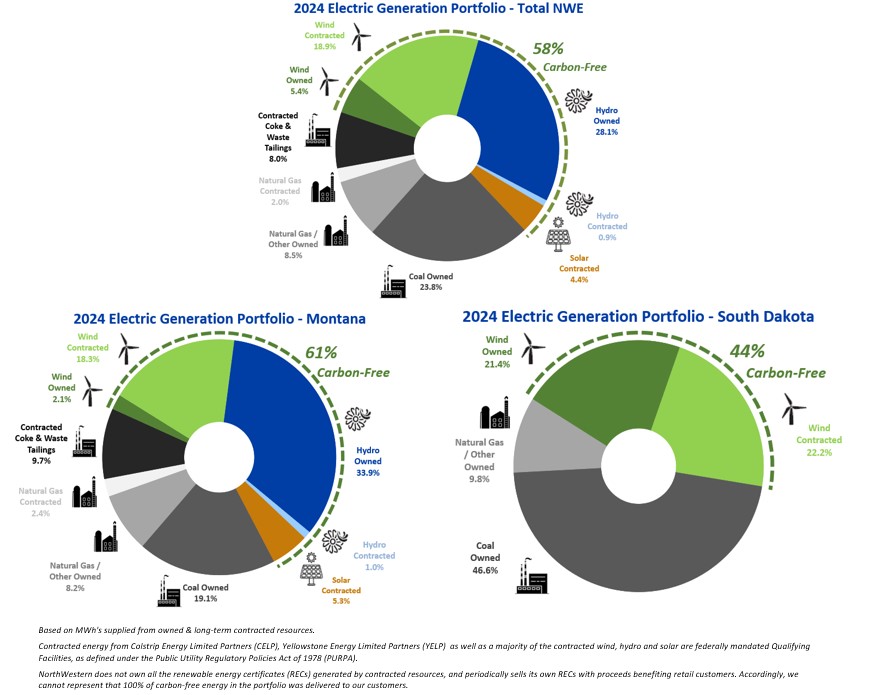 2024 Electric Generation Portfolio - Total NWE
Wind
Contracted
18.9%
58%
Carbon-Free
Wind
Owned
5.4%
Hydro
Owned
28.1%
Contracted
Coke &
Waste
Tailings
8.0%
Natural Gas
Contracted
2.0%
Hydro
Contracted
0.9%
Natural Gas /
Other Owned
8.5%
Solar
Contracted
4.4%
Coal Owned
23.8%
2024 Electric Generation Portfolio - Montana
Wind
Contracted
18.3%
61%
Carbon-Free
Wind
Owned
2.1%
Contracted
Coke & Waste
Tailings
9.7%
Hydro
Owned
33.9%
Natural Gas
Contracted
2.4%
Hydro
Contracted
1.0%
Natural Gas /
Other Owned
8.2%
Solar
Contracted
5.3%
Coal Owned
19.1%
2024 Electric Generation Portfolio - South Dakota
Wind
Owned
21.4%
44%
Carbon-Free
Wind
Contracted
22.2%
Natural Gas
/ Other
Owned
9.8%
Coal
Owned
46.6%
Based on MWh's supplied from owned & long-term contracted resources.
Contracted energy from Colstrip Energy Limited Partners (CELP), Yellowstone Energy Limited Partners (YELP) as well as a majority of the contracted wind, hydro and solar are federally mandated Qualifying
Facilities, as defined under the Public Utility Regulatory Policies Act of 1978 (PURPA).
NorthWestern does not own all the renewable energy certificates (RECs) generated by contracted resources, and periodically sells its own RECs with proceeds benefiting retail customers. Accordingly, we
cannot represent that 100% of carbon-free energy in the portfolio was delivered to our customers.